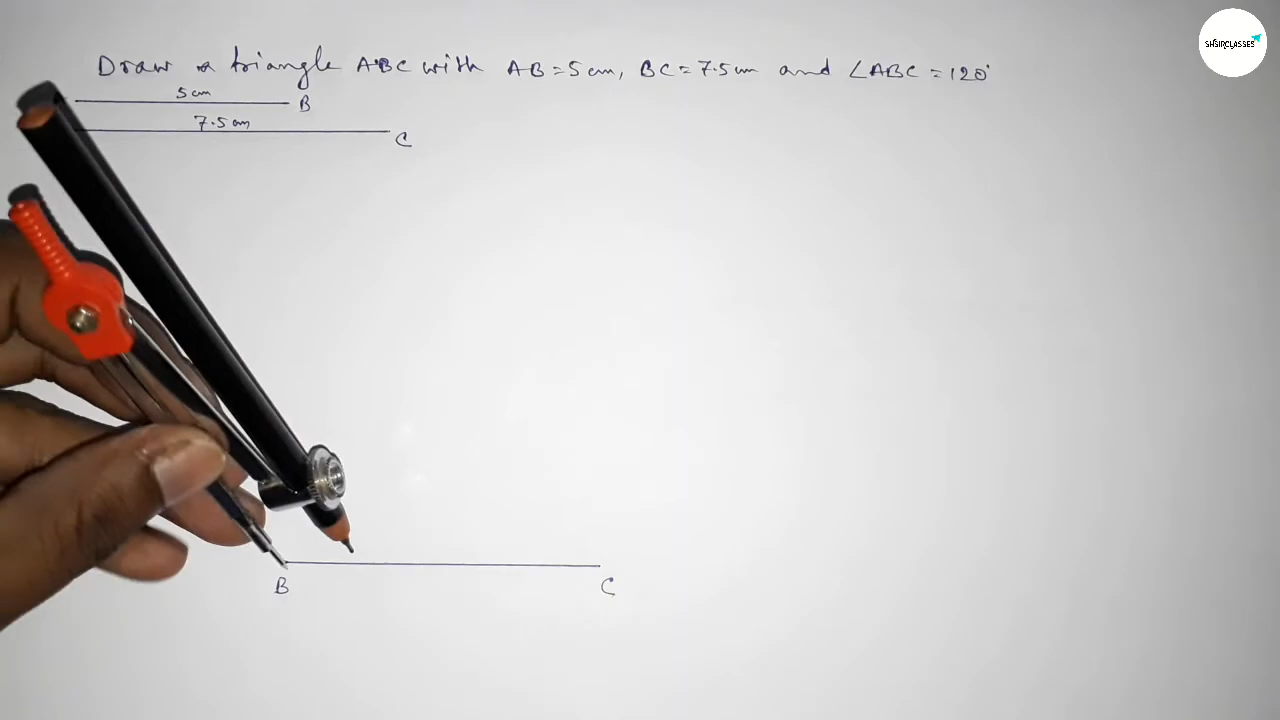 Draw a triangle ABC with AB = 5 cm, BC = 7.5 cm and ∠ABC = 120°
5 cm
B
7.5 cm
C
B
C
SHSIRCLASSES